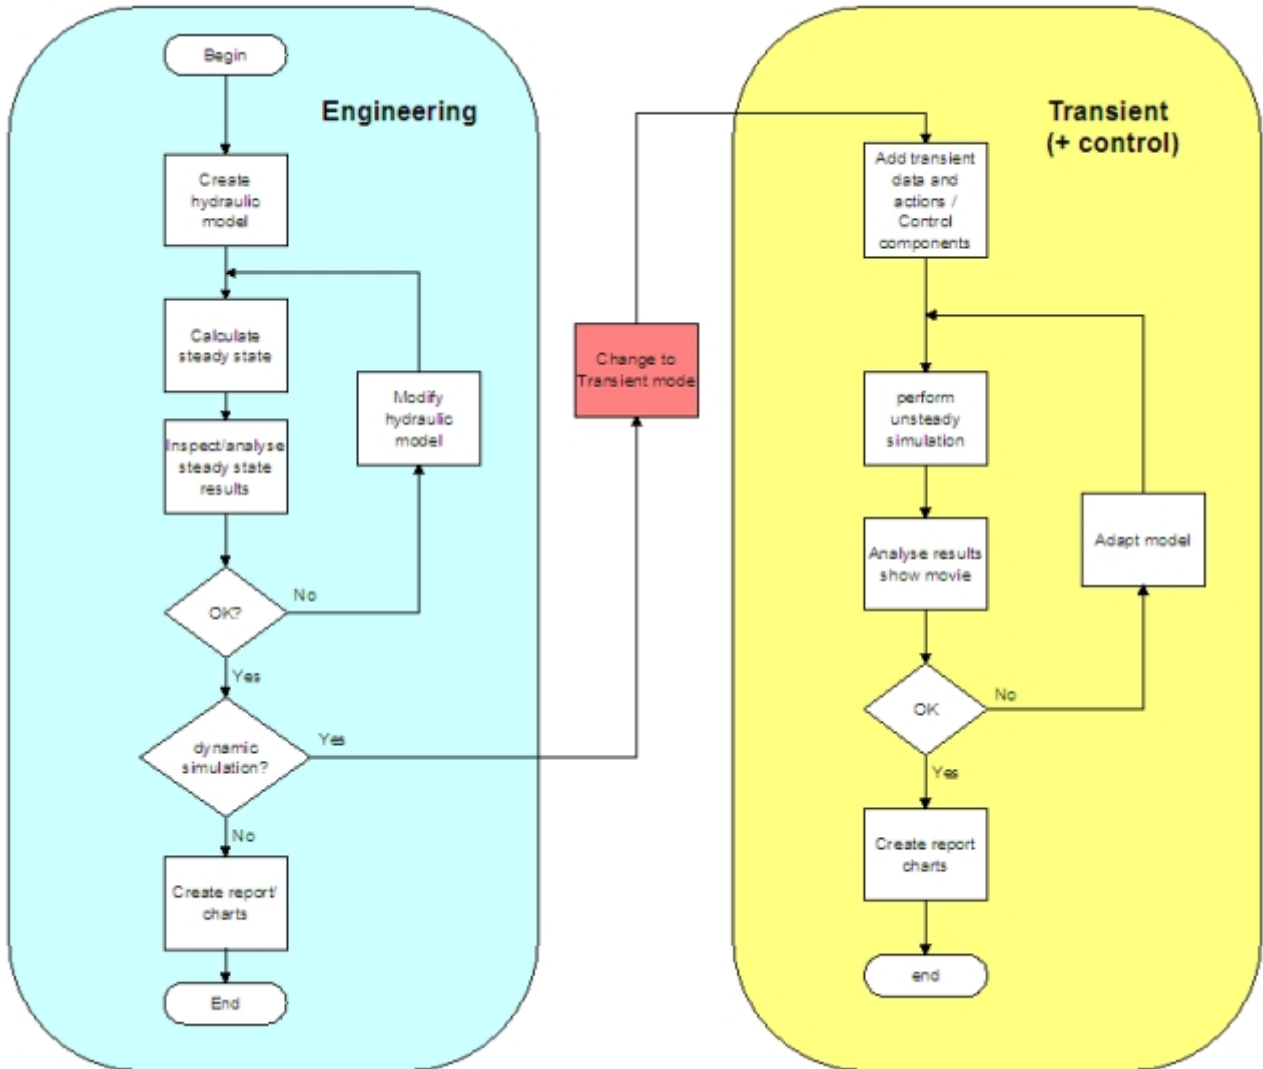 Begin
Engineering
Create
hydraulic
model
Calculate
steady state
Modify
hydraulic
model
Inspect/analyse
steady state
results
OK?
No
Yes
dynamic
simulation?
Yes
No
Create report/
charts
End
Change to
Transient mode
Transient
(+ control)
Add transient
data and
actions /
Control
components
perform
unsteady
simulation
Analyse results
show movie
Adapt model
OK
No
Yes
Create report
charts
end